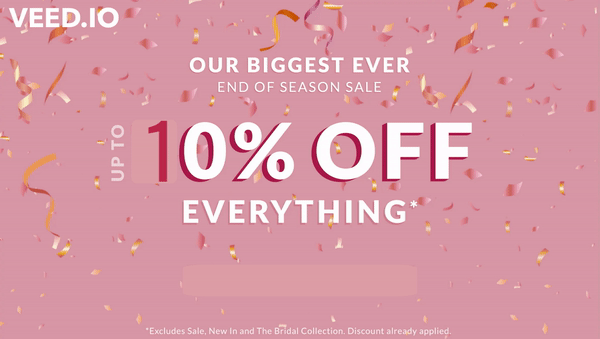 VEED.IO
OUR BIGGEST EVER
END OF SEASON SALE
UP TO
10% OFF
EVERYTHING*
*Excludes Sale, New In and The Bridal Collection. Discount already applied.